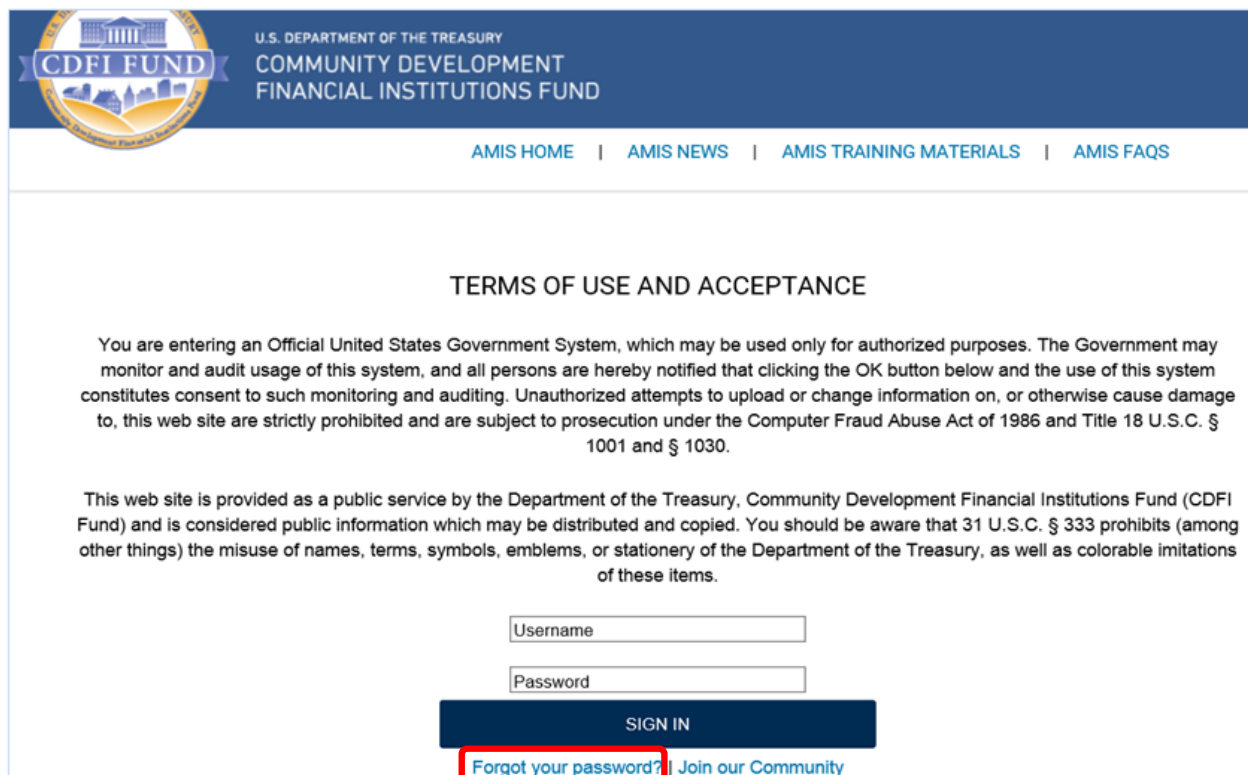 CDFI FUND
U.S. DEPARTMENT OF THE TREASURY
COMMUNITY DEVELOPMENT
FINANCIAL INSTITUTIONS FUND
AMIS HOME | AMIS NEWS | AMIS TRAINING MATERIALS | AMIS FAQS
TERMS OF USE AND ACCEPTANCE
You are entering an Official United States Government System, which may be used only for authorized purposes. The Government may
monitor and audit usage of this system, and all persons are hereby notified that clicking the OK button below and the use of this system
constitutes consent to such monitoring and auditing. Unauthorized attempts to upload or change information on, or otherwise cause damage
to, this web site are strictly prohibited and are subject to prosecution under the Computer Fraud Abuse Act of 1986 and Title 18 U.S.C. §
1001 and § 1030.
This web site is provided as a public service by the Department of the Treasury, Community Development Financial Institutions Fund (CDFI
Fund) and is considered public information which may be distributed and copied. You should be aware that 31 U.S.C. § 333 prohibits (among
other things) the misuse of names, terms, symbols, emblems, or stationery of the Department of the Treasury, as well as colorable imitations
of these items.
Username
Password
SIGN IN
Forgot your password? | Join our Community